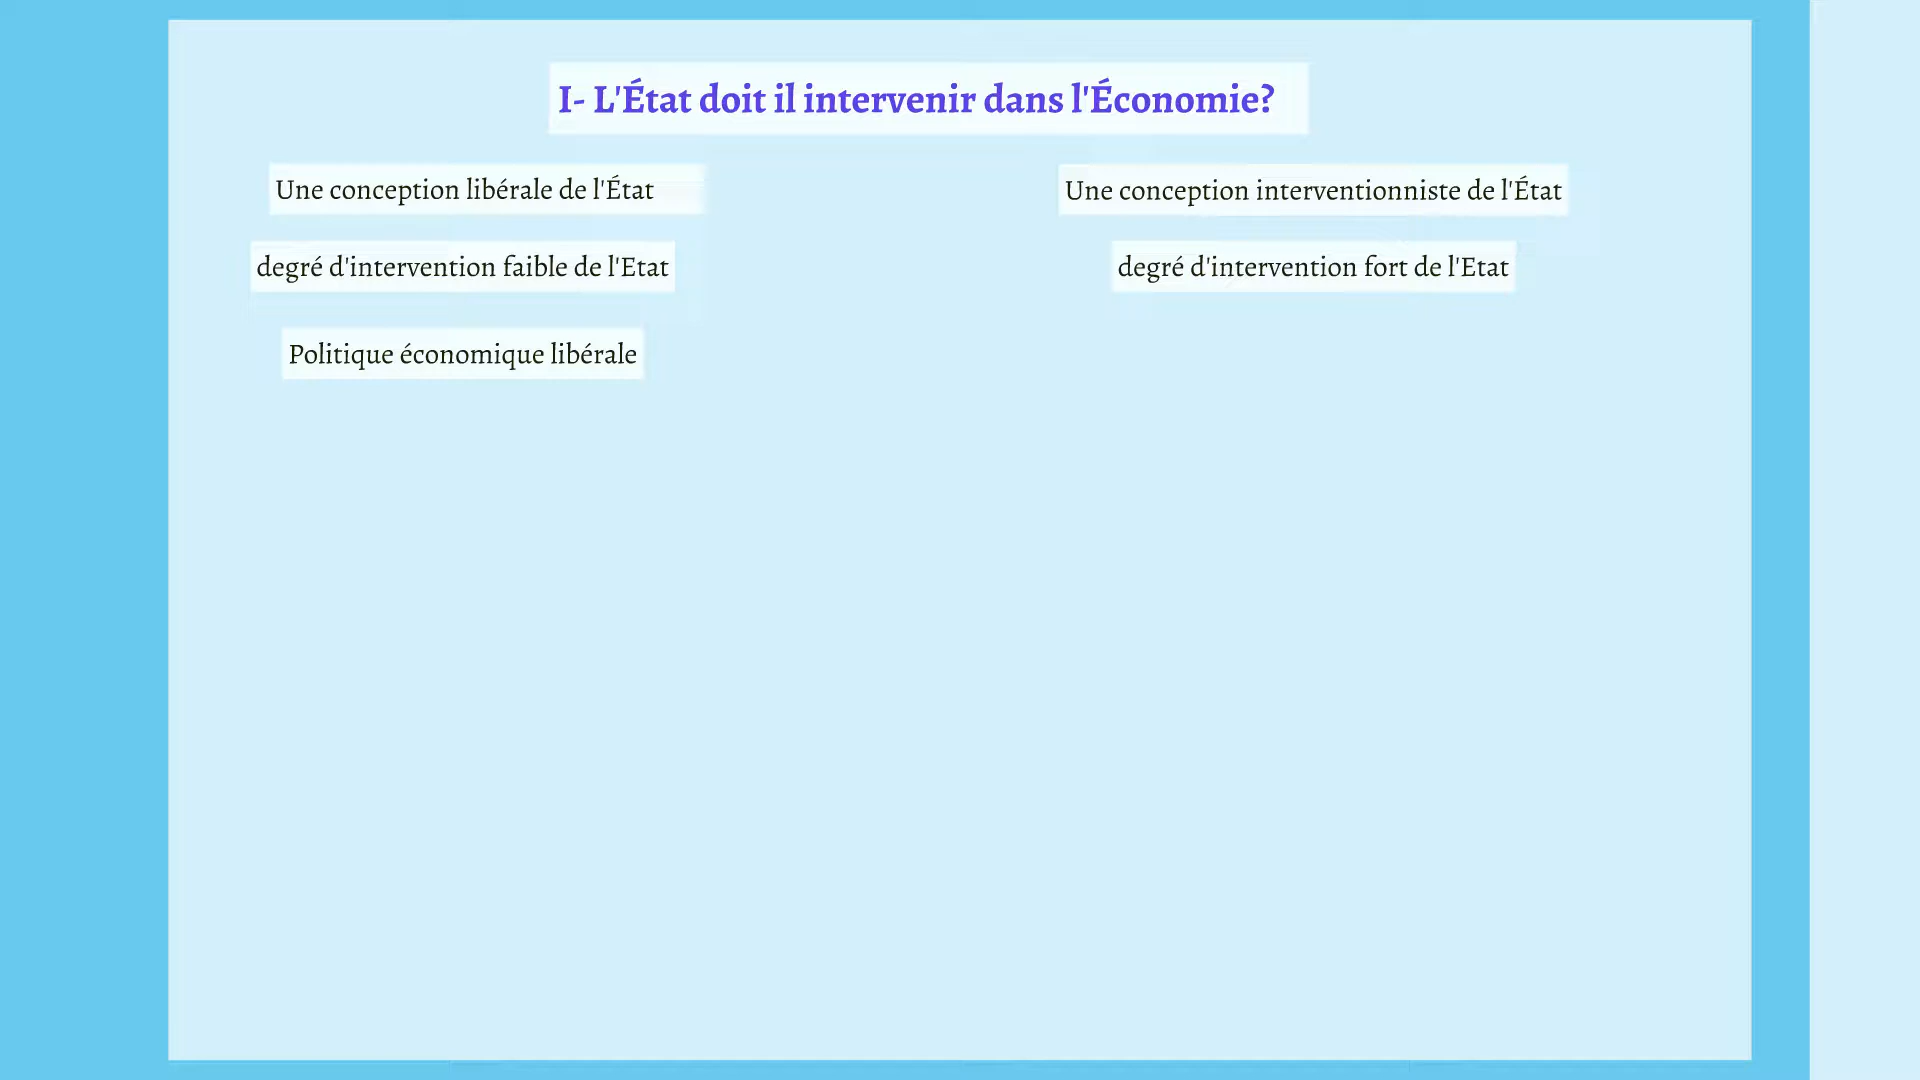 I- L'État doit il intervenir dans l'Économie?
Une conception libérale de l'État
Une conception interventionniste de l'État
degré d'intervention faible de l'Etat
degré d'intervention fort de l'Etat
Politique économique libérale